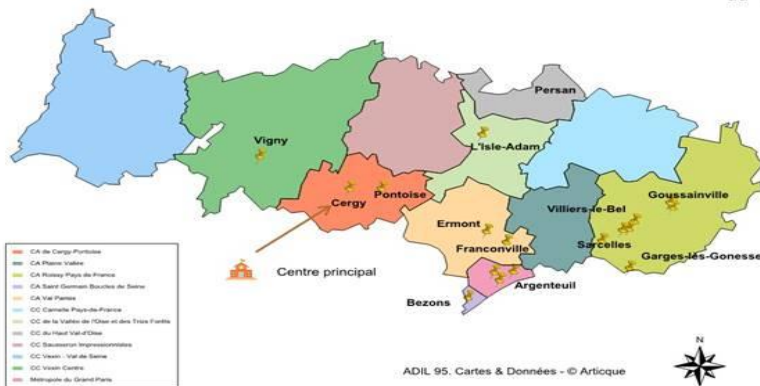 Persan
L'Isle-Adam
Vigny
Goussainville
Pontoise
Cergy
Villiers-le-Bel
Ermont
Sarcelles
Franconville
Garges-lès-Gonesse
Centre principal
Argenteuil
Bezons
CA de Cergy-Pontoise
CA Plaine Vallée
CA Roissy Pays de France
CA Saint Germain Boucles de Seine
CA Val Parisis
CC Carnelle Pays-de-France
CC de la Vallée de l'Oise et des Trois Forêts
CC du Haut Val-d'Oise
CC Sausseron Impressionnistes
CC Vexin - Val de Seine
CC Vexin Centre
Métropole du Grand Paris
N
ADIL 95. Cartes & Données - © Articque